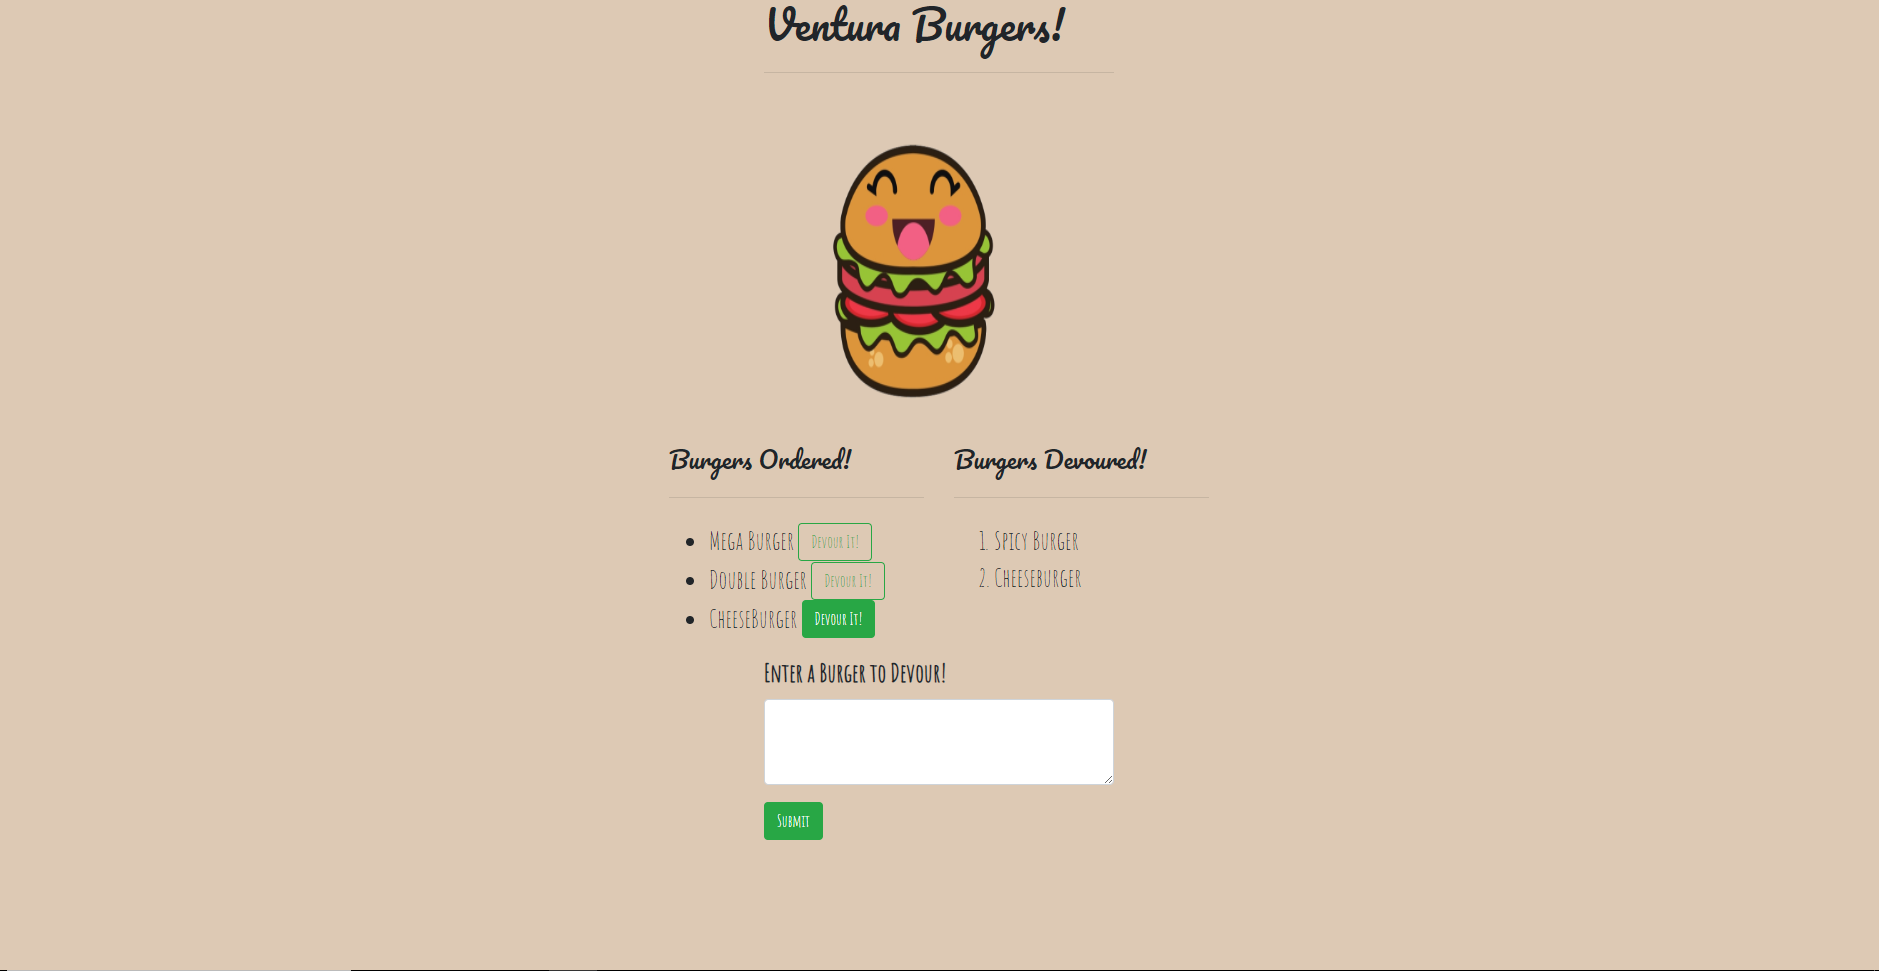 Ventura Burgers!
Burgers Ordered!
Mega Burger Devour It!
Double Burger Devour It!
CheeseBurger Devour It!
Burgers Devoured!
1. Spicy Burger
2. Cheeseburger
Enter a Burger to Devour!
Submit